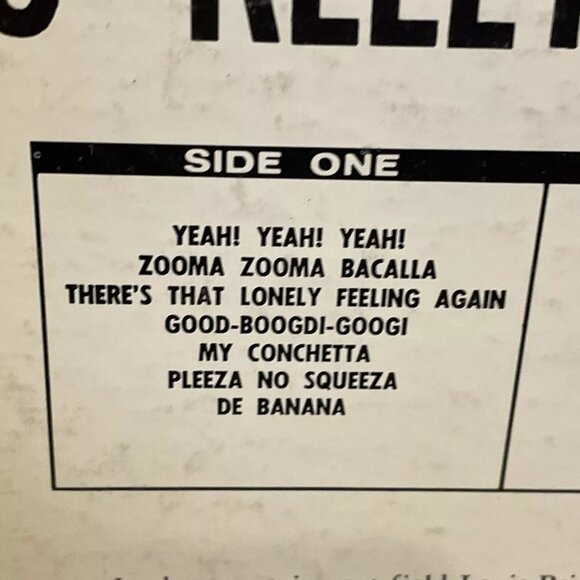 SIDE ONE
YEAH! YEAH! YEAH!
ZOOMA ZOOMA BACALLA
THERE'S THAT LONELY FEELING AGAIN
GOOD-BOOGDI-GOOGI
MY CONCHETTA
PLEEZA NO SQUEEZA
DE BANANA